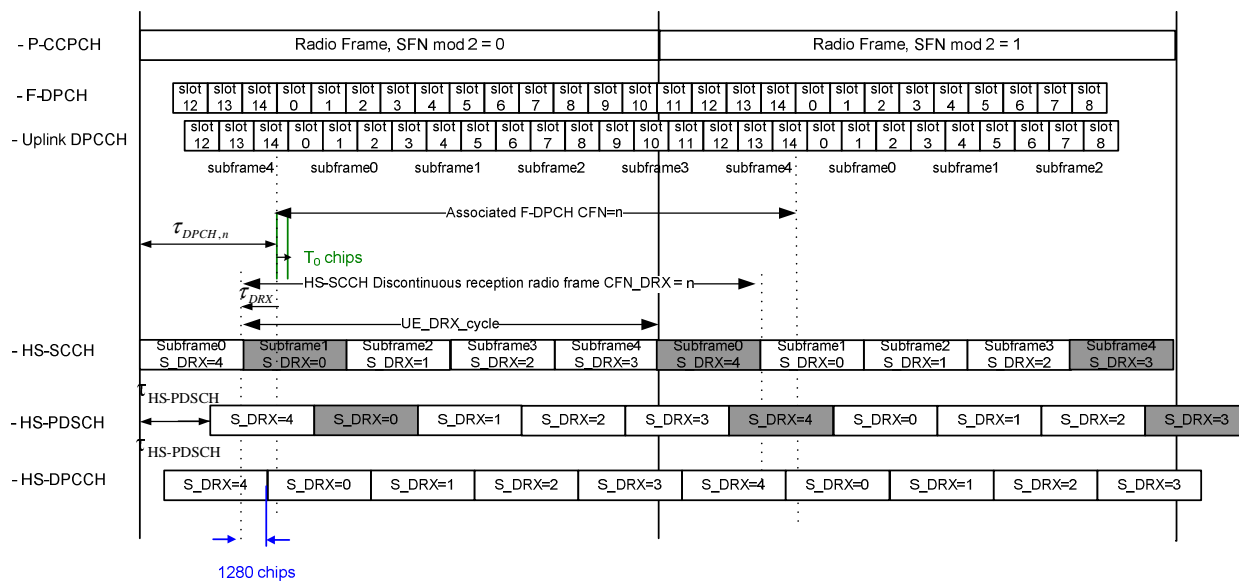 - P-CCPCH
Radio Frame, SFN mod 2 = 0
Radio Frame, SFN mod 2 = 1
- F-DPCH
slot slot slot slot slot slot slot slot slot slot slot slot slot slot slot slot slot slot slot slot slot slot slot slot slot slot slot
12 13 14 0 1 2 3 4 5 6 7 8 9 10 11 12 13 14 0 1 2 3 4 5 6 7 8
- Uplink DPCCH
slot slot slot slot slot slot slot slot slot slot slot slot slot slot slot slot slot slot slot slot slot slot slot slot slot slot slot
12 13 14 0 1 2 3 4 5 6 7 8 9 10 11 12 13 14 0 1 2 3 4 5 6 7 8
subframe4 subframe0 subframe1 subframe2 subframe3 subframe4 subframe0 subframe1 subframe2
Associated F-DPCH CFN=n
τDPCH,n
T0 chips
HS-SCCH Discontinuous reception radio frame CFN_DRX = n
τDRX
UE_DRX_cycle
- HS-SCCH
Subframe0 Subframe1 Subframe2 Subframe3 Subframe4 Subframe0 Subframe1 Subframe2 Subframe3 Subframe4
S_DRX=4 S_DRX=0 S_DRX=1 S_DRX=2 S_DRX=3 S_DRX=4 S_DRX=0 S_DRX=1 S_DRX=2 S_DRX=3
τHS-PDSCH
- HS-PDSCH
S_DRX=4 S_DRX=0 S_DRX=1 S_DRX=2 S_DRX=3 S_DRX=4 S_DRX=0 S_DRX=1 S_DRX=2 S_DRX=3
τHS-PDSCH
- HS-DPCCH
S_DRX=4 S_DRX=0 S_DRX=1 S_DRX=2 S_DRX=3 S_DRX=4 S_DRX=0 S_DRX=1 S_DRX=2 S_DRX=3
1280 chips